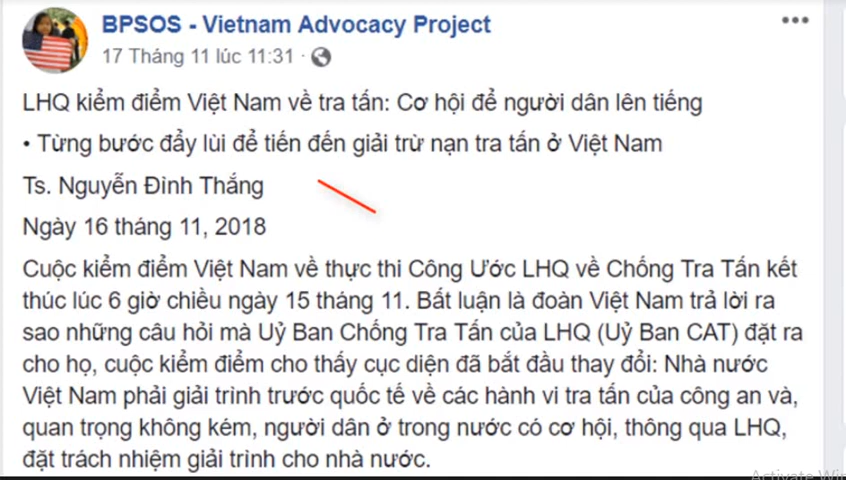 BPSOS - Vietnam Advocacy Project
17 Tháng 11 lúc 11:31 ·
LHQ kiểm điểm Việt Nam về tra tấn: Cơ hội để người dân lên tiếng
• Từng bước đẩy lùi để tiến đến giải trừ nạn tra tấn ở Việt Nam
Ts. Nguyễn Đình Thắng
Ngày 16 tháng 11, 2018
Cuộc kiểm điểm Việt Nam về thực thi Công Ước LHQ về Chống Tra Tấn kết
thúc lúc 6 giờ chiều ngày 15 tháng 11. Bất luận là đoàn Việt Nam trả lời ra
sao những câu hỏi mà Uỷ Ban Chống Tra Tấn của LHQ (Uỷ Ban CAT) đặt ra
cho họ, cuộc kiểm điểm cho thấy cục diện đã bắt đầu thay đổi: Nhà nước
Việt Nam phải giải trình trước quốc tế về các hành vi tra tấn của công an và,
quan trọng không kém, người dân ở trong nước có cơ hội, thông qua LHQ,
đặt trách nhiệm giải trình cho nhà nước.